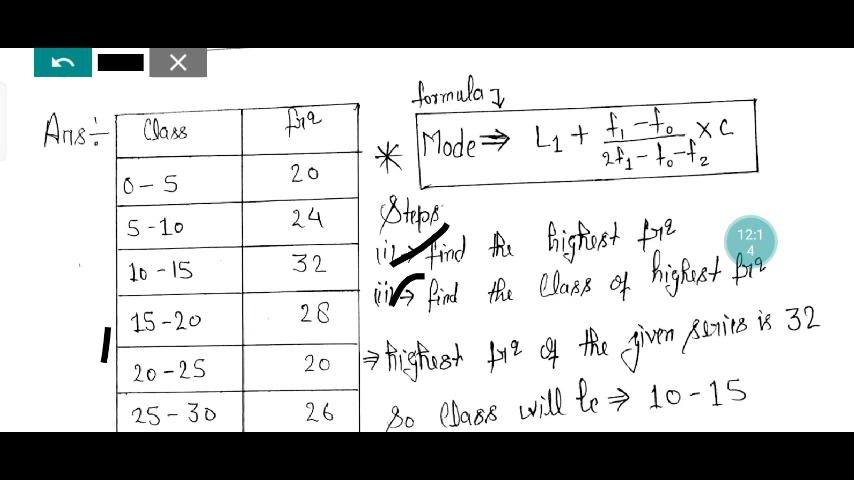 formula
Ans÷
Class frq
0-5 20
5-10 24
10-15 32
15-20 28
20-25 20
25-30 26
* Mode ⇒ L1 + f1-f0 / 2f1-f0-f2 × C
Steps
(i)→ find the highest frq
(ii)→ find the Class of highest frq
⇒ highest frq of the given series is 32
So Class will be ⇒ 10-15
12:1
4